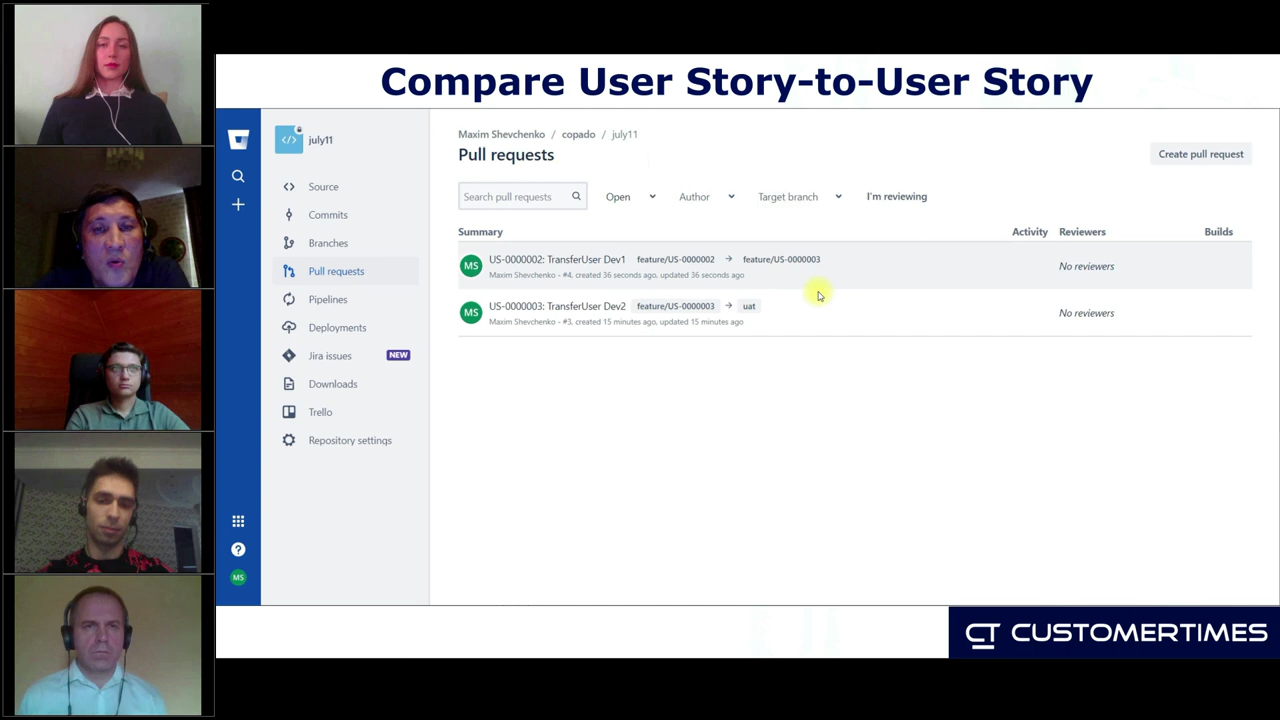 Compare User Story-to-User Story
july11
Source
Commits
Branches
Pull requests
Pipelines
Deployments
Jira issues NEW
Downloads
Trello
Repository settings
MS
Maxim Shevchenko / copado / july11
Pull requests
Create pull request
Search pull requests Open Author Target branch I'm reviewing
Summary Activity Reviewers Builds
MS US-0000002: TransferUser Dev1 feature/US-0000002 → feature/US-0000003 No reviewers
Maxim Shevchenko - #4, created 36 seconds ago, updated 36 seconds ago
MS US-0000003: TransferUser Dev2 feature/US-0000003 → uat No reviewers
Maxim Shevchenko - #3, created 15 minutes ago, updated 15 minutes ago
CT CUSTOMERTIMES